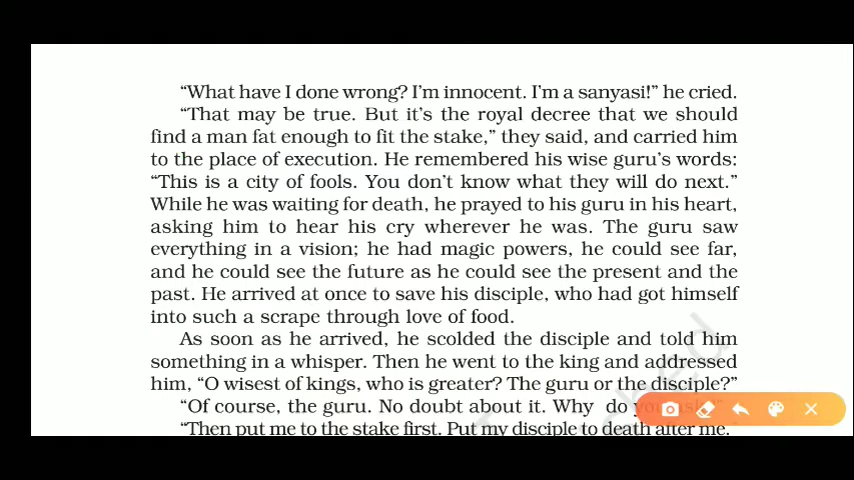 “What have I done wrong? I’m innocent. I’m a sanyasi!” he cried.
“That may be true. But it’s the royal decree that we should
find a man fat enough to fit the stake,” they said, and carried him
to the place of execution. He remembered his wise guru’s words:
“This is a city of fools. You don’t know what they will do next.”
While he was waiting for death, he prayed to his guru in his heart,
asking him to hear his cry wherever he was. The guru saw
everything in a vision; he had magic powers, he could see far,
and he could see the future as he could see the present and the
past. He arrived at once to save his disciple, who had got himself
into such a scrape through love of food.
As soon as he arrived, he scolded the disciple and told him
something in a whisper. Then he went to the king and addressed
him, “O wisest of kings, who is greater? The guru or the disciple?”
“Of course, the guru. No doubt about it. Why do
“Then put me to the stake first. Put my disciple to death after me.”